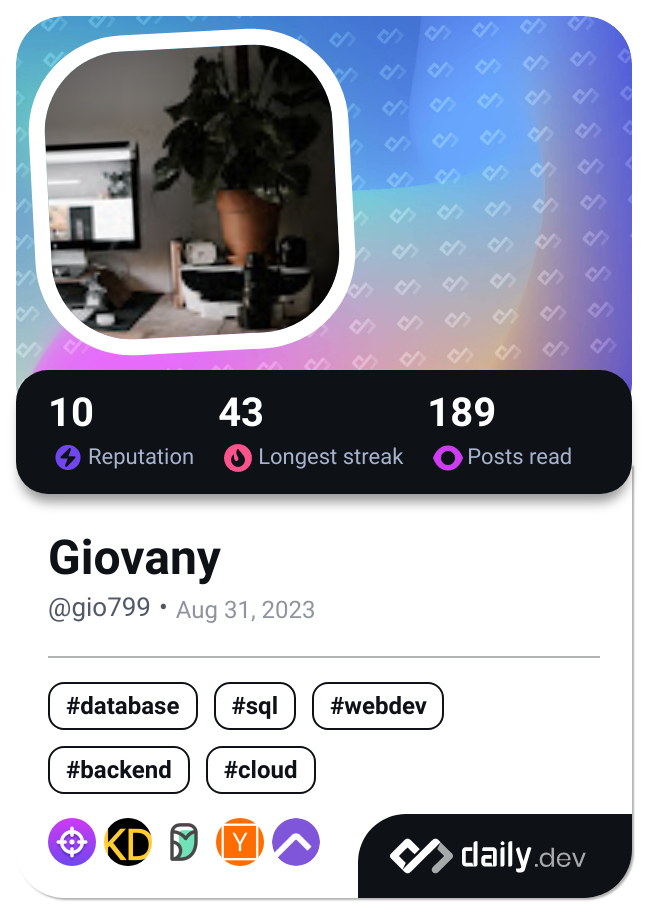 10 43 189
Reputation Longest streak Posts read
Giovany
@gio799 • Aug 31, 2023
#database #sql #webdev
#backend #cloud
KD Y
daily.dev